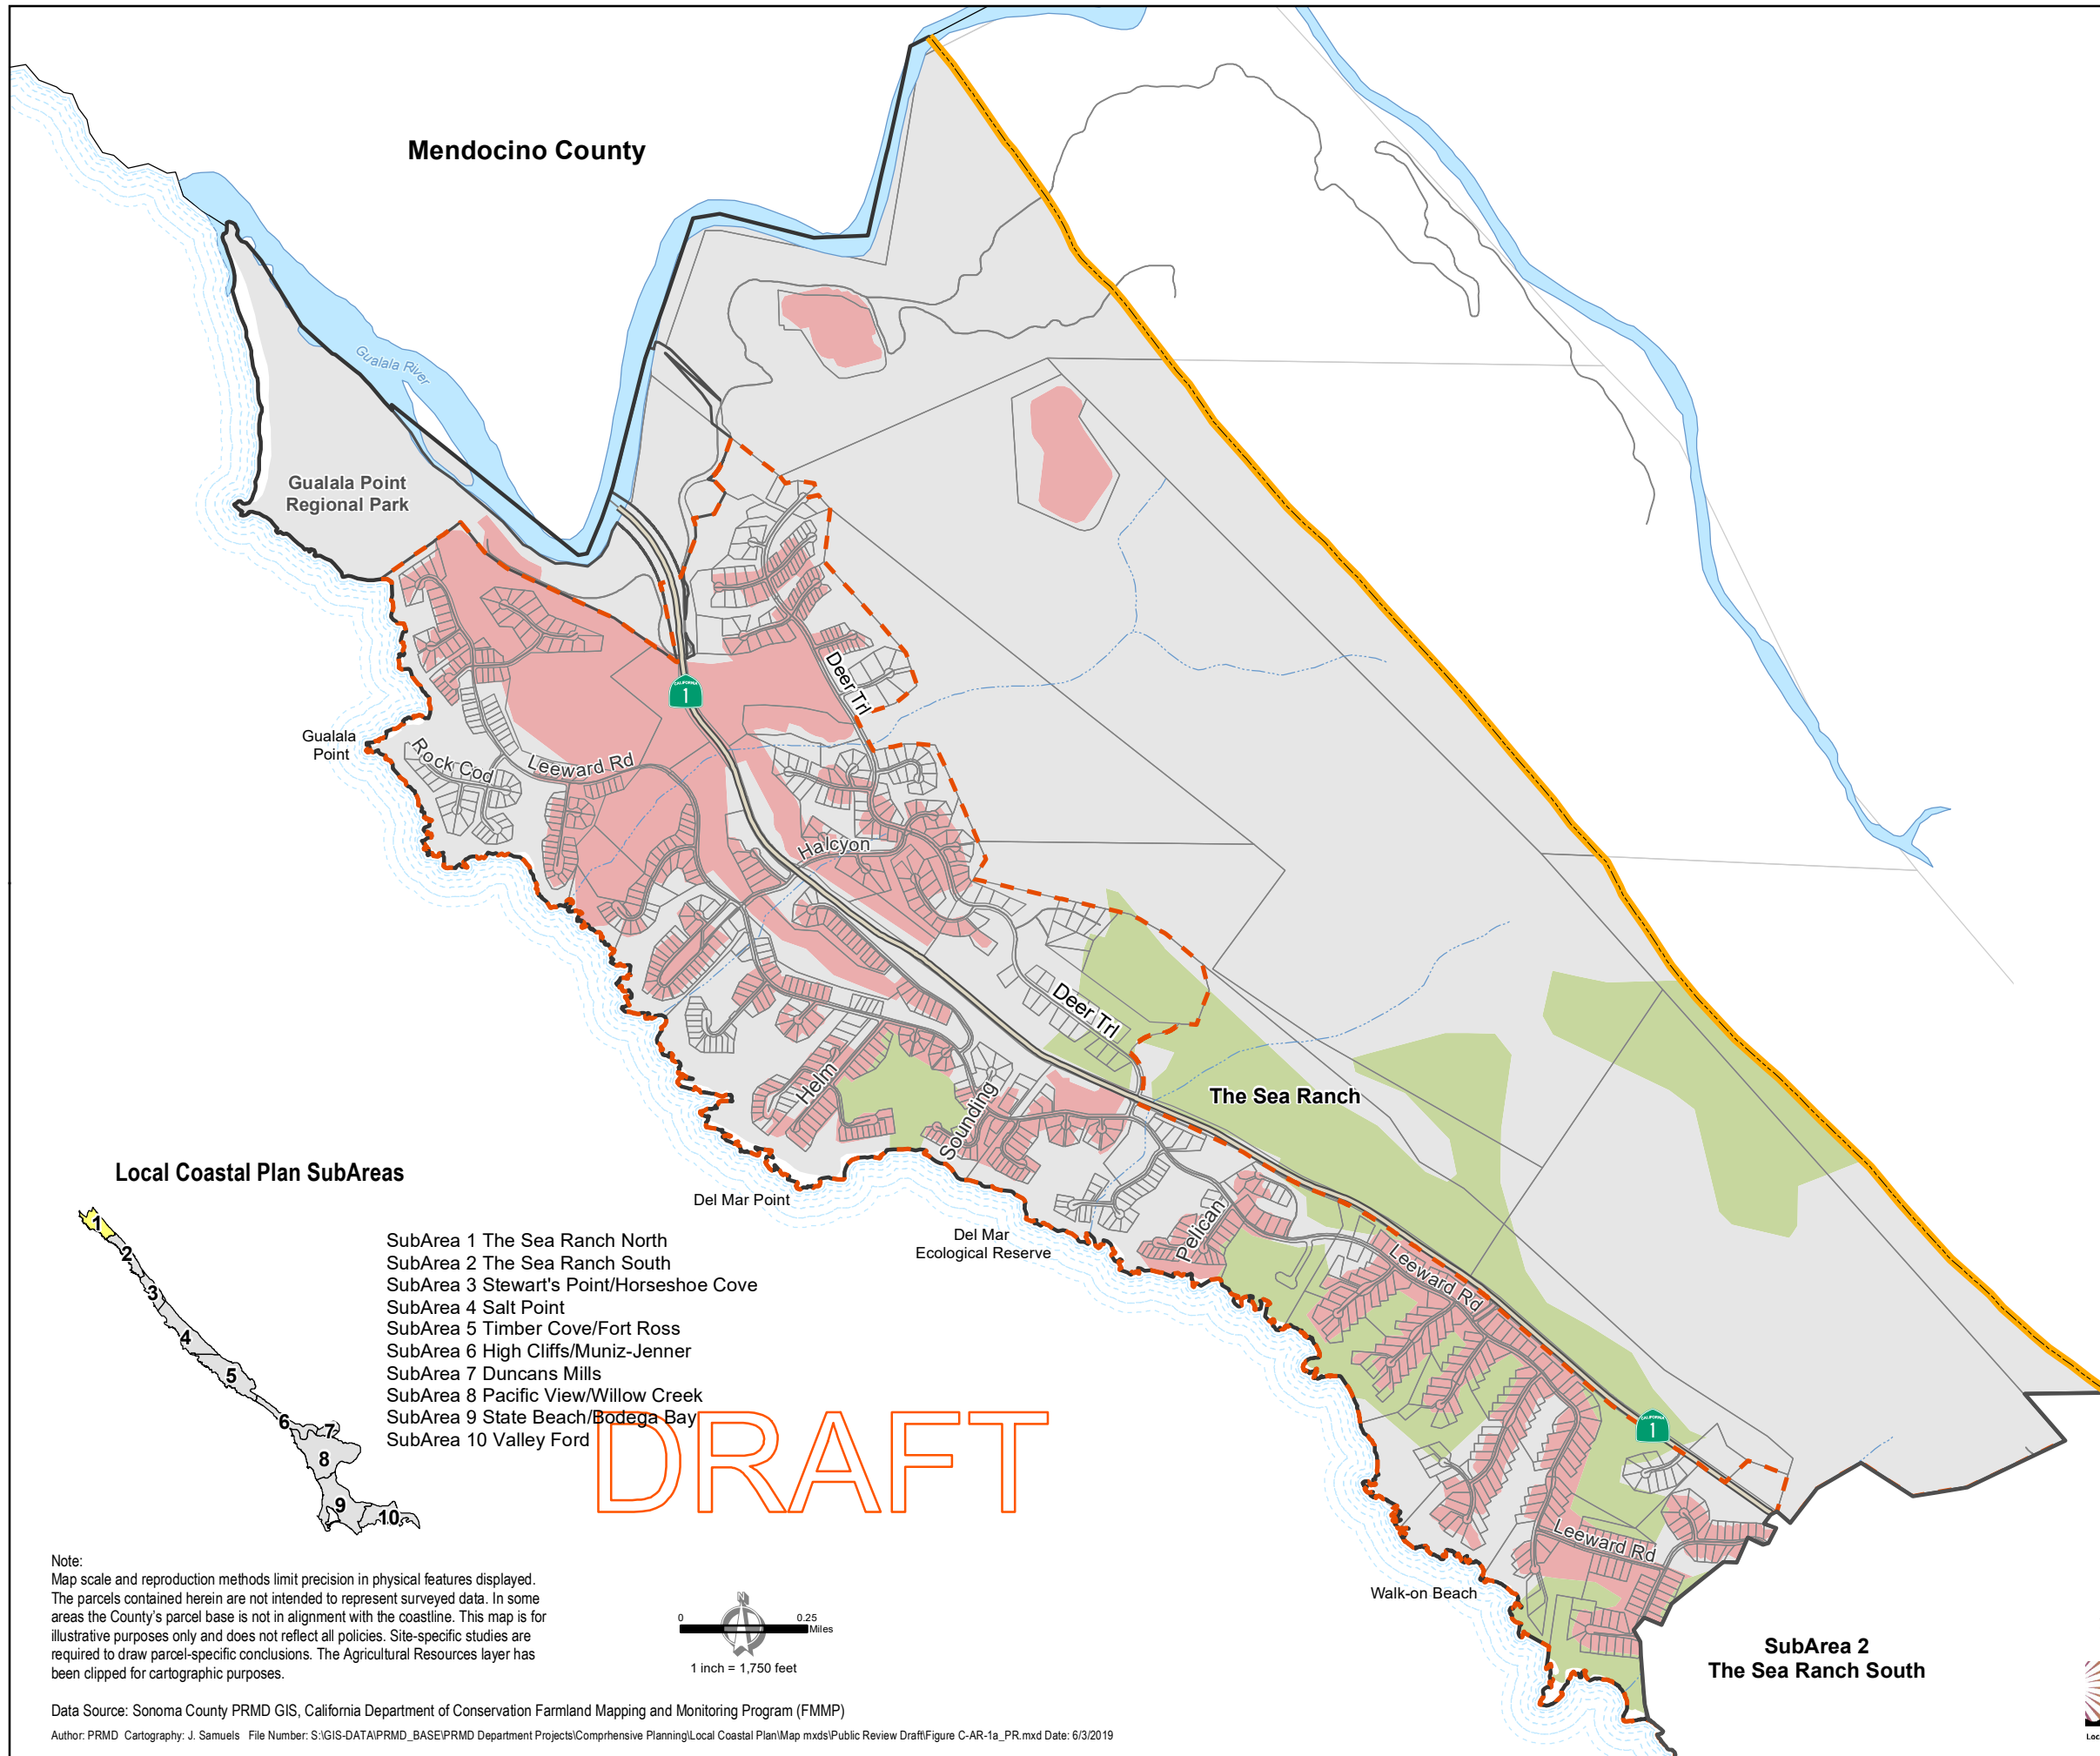 Mendocino County
Gualala River
Gualala Point
Regional Park
Deer Trl
CALIFORNIA
1
Gualala
Point
Rock Cod
Leeward Rd
Halcyon
Deer Trl
Helm
Sounding
The Sea Ranch
Del Mar Point
Del Mar
Ecological Reserve
Pelican
Leeward Rd
CALIFORNIA
1
Leeward Rd
Walk-on Beach
SubArea 2
The Sea Ranch South
Local Coastal Plan SubAreas
1
2
3
4
5
6
7
8
9
10
SubArea 1 The Sea Ranch North
SubArea 2 The Sea Ranch South
SubArea 3 Stewart's Point/Horseshoe Cove
SubArea 4 Salt Point
SubArea 5 Timber Cove/Fort Ross
SubArea 6 High Cliffs/Muniz-Jenner
SubArea 7 Duncans Mills
SubArea 8 Pacific View/Willow Creek
SubArea 9 State Beach/Bodega Bay
SubArea 10 Valley Ford
DRAFT
Note:
Map scale and reproduction methods limit precision in physical features displayed.
The parcels contained herein are not intended to represent surveyed data. In some
areas the County's parcel base is not in alignment with the coastline. This map is for
illustrative purposes only and does not reflect all policies. Site-specific studies are
required to draw parcel-specific conclusions. The Agricultural Resources layer has
been clipped for cartographic purposes.
N
0 0.25
Miles
1 inch = 1,750 feet
Data Source: Sonoma County PRMD GIS, California Department of Conservation Farmland Mapping and Monitoring Program (FMMP)
Author: PRMD Cartography: J. Samuels File Number: S:\GIS-DATA\PRMD_BASE\PRMD Department Projects\Comprhensive Planning\Local Coastal Plan\Map mxds\Public Review Draft\Figure C-AR-1a_PR.mxd Date: 6/3/2019